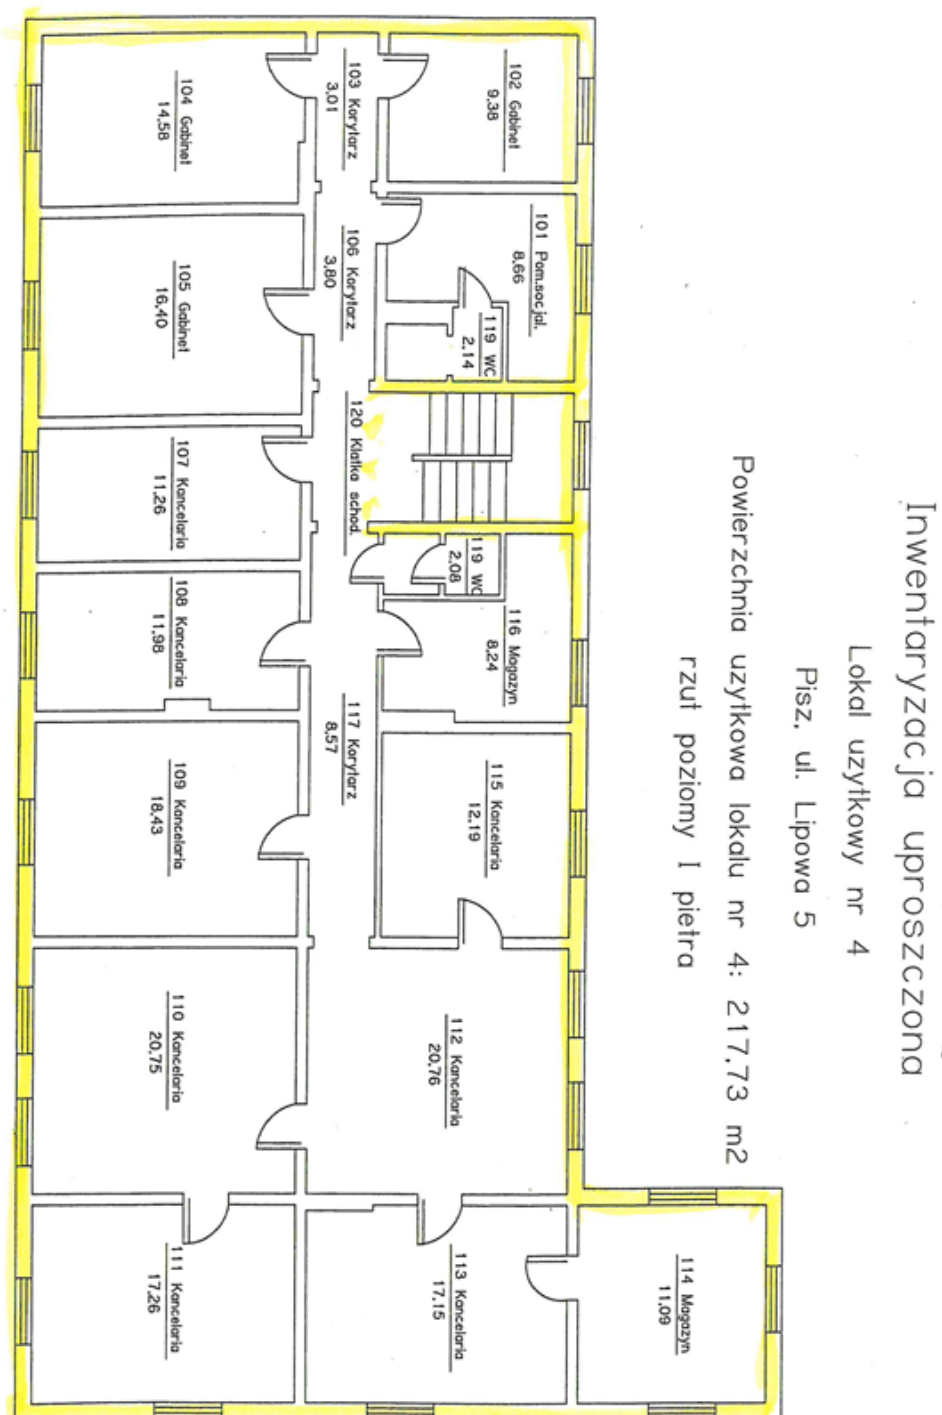 Inwentaryzacja uproszczona
Lokal uzytkowy nr 4
Pisz, ul. Lipowa 5
Powierzchnia uzytkowa lokalu nr 4: 217,73 m2
rzut poziomy I pietra
104 Gabinet
14,58
105 Gabinet
16,40
107 Kancelaria
11,26
108 Kancelaria
11,98
109 Kancelaria
18,43
110 Kancelaria
20,75
111 Kancelaria
17,26
103 Korytarz
3,01
106 Korytarz
3,80
120 Klatka schod.
117 Korytarz
8,57
102 Gabinet
9,38
101 Pom.socjal.
8,66
119 WC
2,14
119 WC
2,08
116 Magazyn
8,24
115 Kancelaria
12,19
112 Kancelaria
20,76
113 Kancelaria
17,15
114 Magazyn
11,09